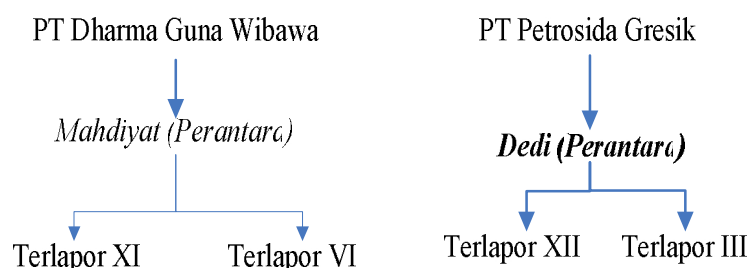 PT Dharma Guna Wibawa
Mahdiyat (Perantara)
Terlapor XI
Terlapor VI
PT Petrosida Gresik
Dedi (Perantara)
Terlapor XII
Terlapor III